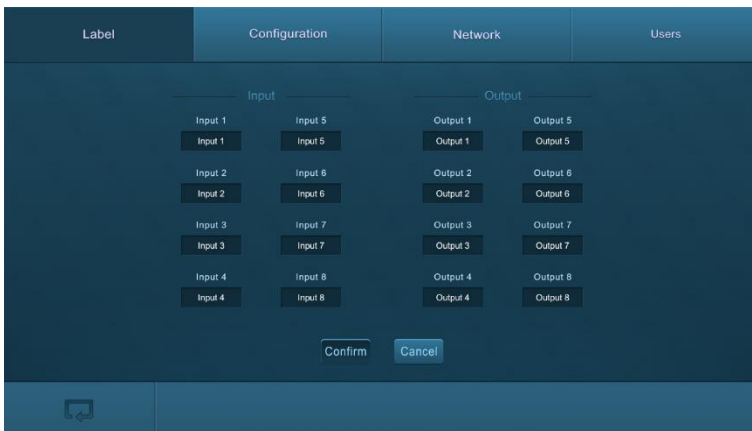 Label Configuration Network Users
Input Output
Input 1 Input 5 Output 1 Output 5
Input 1 Input 5 Output 1 Output 5
Input 2 Input 6 Output 2 Output 6
Input 2 Input 6 Output 2 Output 6
Input 3 Input 7 Output 3 Output 7
Input 3 Input 7 Output 3 Output 7
Input 4 Input 8 Output 4 Output 8
Input 4 Input 8 Output 4 Output 8
Confirm Cancel